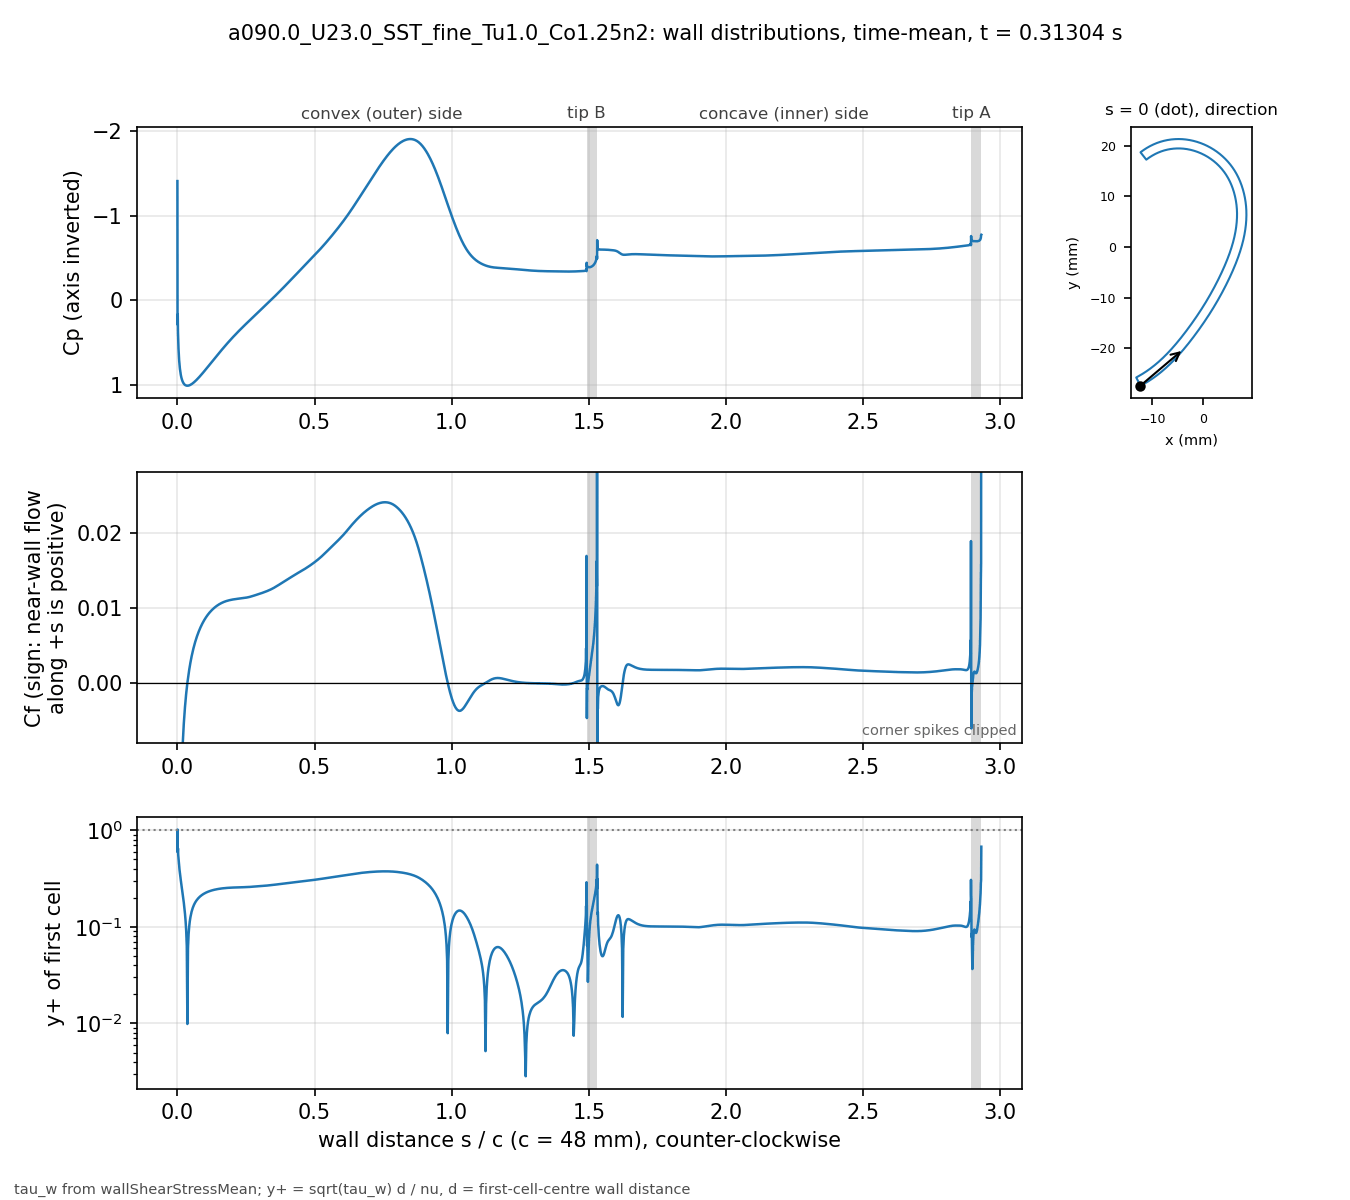 a090.0_U23.0_SST_fine_Tu1.0_Co1.25n2: wall distributions, time-mean, t = 0.31304 s
convex (outer) side
tip B
concave (inner) side
tip A
s = 0 (dot), direction
Cp (axis inverted)
−2
−1
0
1
0.0 0.5 1.0 1.5 2.0 2.5 3.0
y (mm)
20
10
0
−10
−20
−10 0
x (mm)
Cf (sign: near-wall flow
along +s is positive)
0.02
0.01
0.00
corner spikes clipped
0.0 0.5 1.0 1.5 2.0 2.5 3.0
y+ of first cell
10⁰
10⁻¹
10⁻²
0.0 0.5 1.0 1.5 2.0 2.5 3.0
wall distance s / c (c = 48 mm), counter-clockwise
tau_w from wallShearStressMean; y+ = sqrt(tau_w) d / nu, d = first-cell-centre wall distance